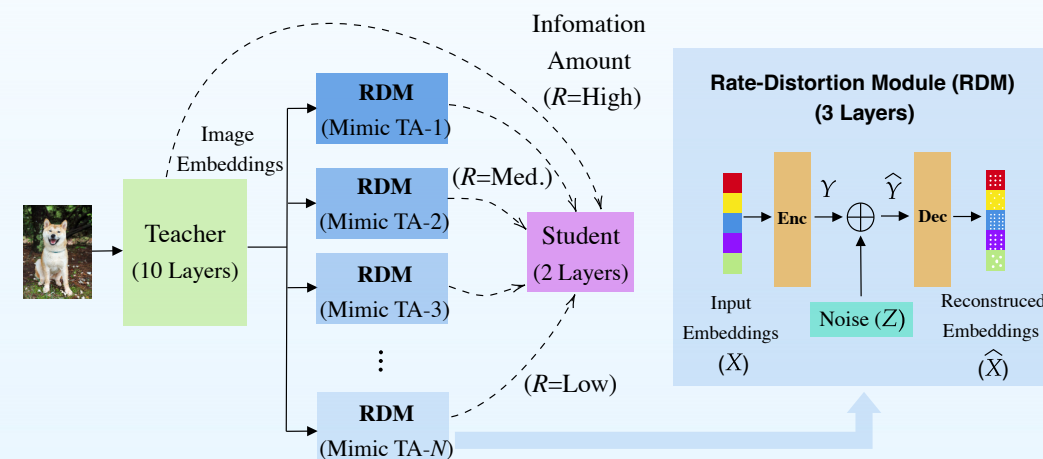 Infomation
Amount
(R=High)
RDM
(Mimic TA-1)
Image
Embeddings
RDM
(Mimic TA-2)
(R=Med.)
Teacher
(10 Layers)
Student
(2 Layers)
RDM
(Mimic TA-3)
⋮
(R=Low)
RDM
(Mimic TA-N)
Rate-Distortion Module (RDM)
(3 Layers)
Enc
Y
Ŷ
Dec
Input
Embeddings
(X)
Noise (Z)
Reconstruced
Embeddings
(X̂)